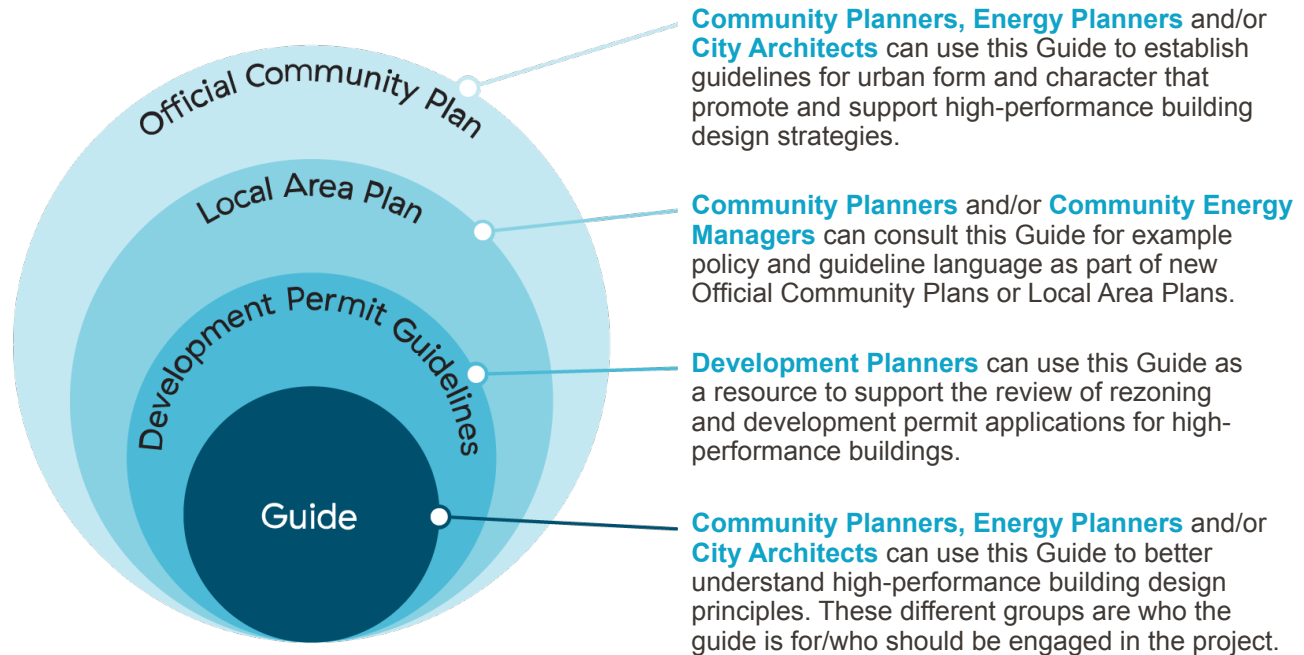 Official Community Plan
Local Area Plan
Development Permit Guidelines
Guide
Community Planners, Energy Planners and/or
City Architects can use this Guide to establish
guidelines for urban form and character that
promote and support high-performance building
design strategies.
Community Planners and/or Community Energy
Managers can consult this Guide for example
policy and guideline language as part of new
Official Community Plans or Local Area Plans.
Development Planners can use this Guide as
a resource to support the review of rezoning
and development permit applications for high-
performance buildings.
Community Planners, Energy Planners and/or
City Architects can use this Guide to better
understand high-performance building design
principles. These different groups are who the
guide is for/who should be engaged in the project.